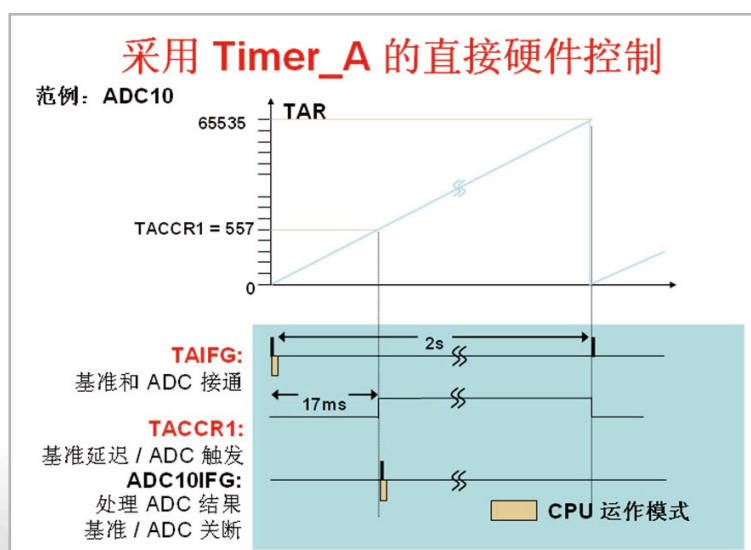 采用 Timer_A 的直接硬件控制
范例：ADC10
TAR
65535
TACCR1 = 557
0
2s
TAIFG:
基准和 ADC 接通
17ms
TACCR1:
基准延迟 / ADC 触发
ADC10IFG:
处理 ADC 结果
基准 / ADC 关断
CPU 运作模式